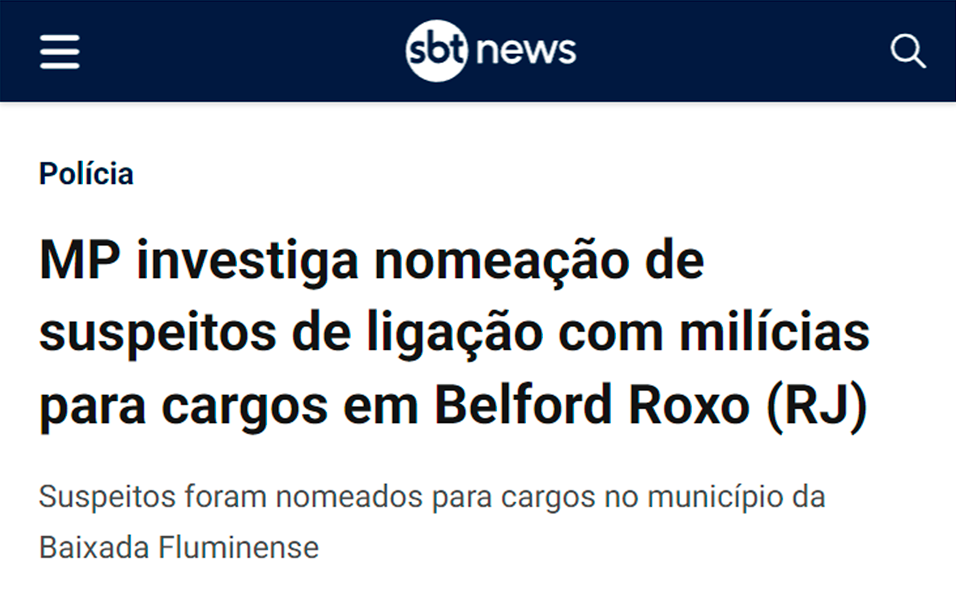 sbt news
Polícia
MP investiga nomeação de
suspeitos de ligação com milícias
para cargos em Belford Roxo (RJ)
Suspeitos foram nomeados para cargos no município da
Baixada Fluminense